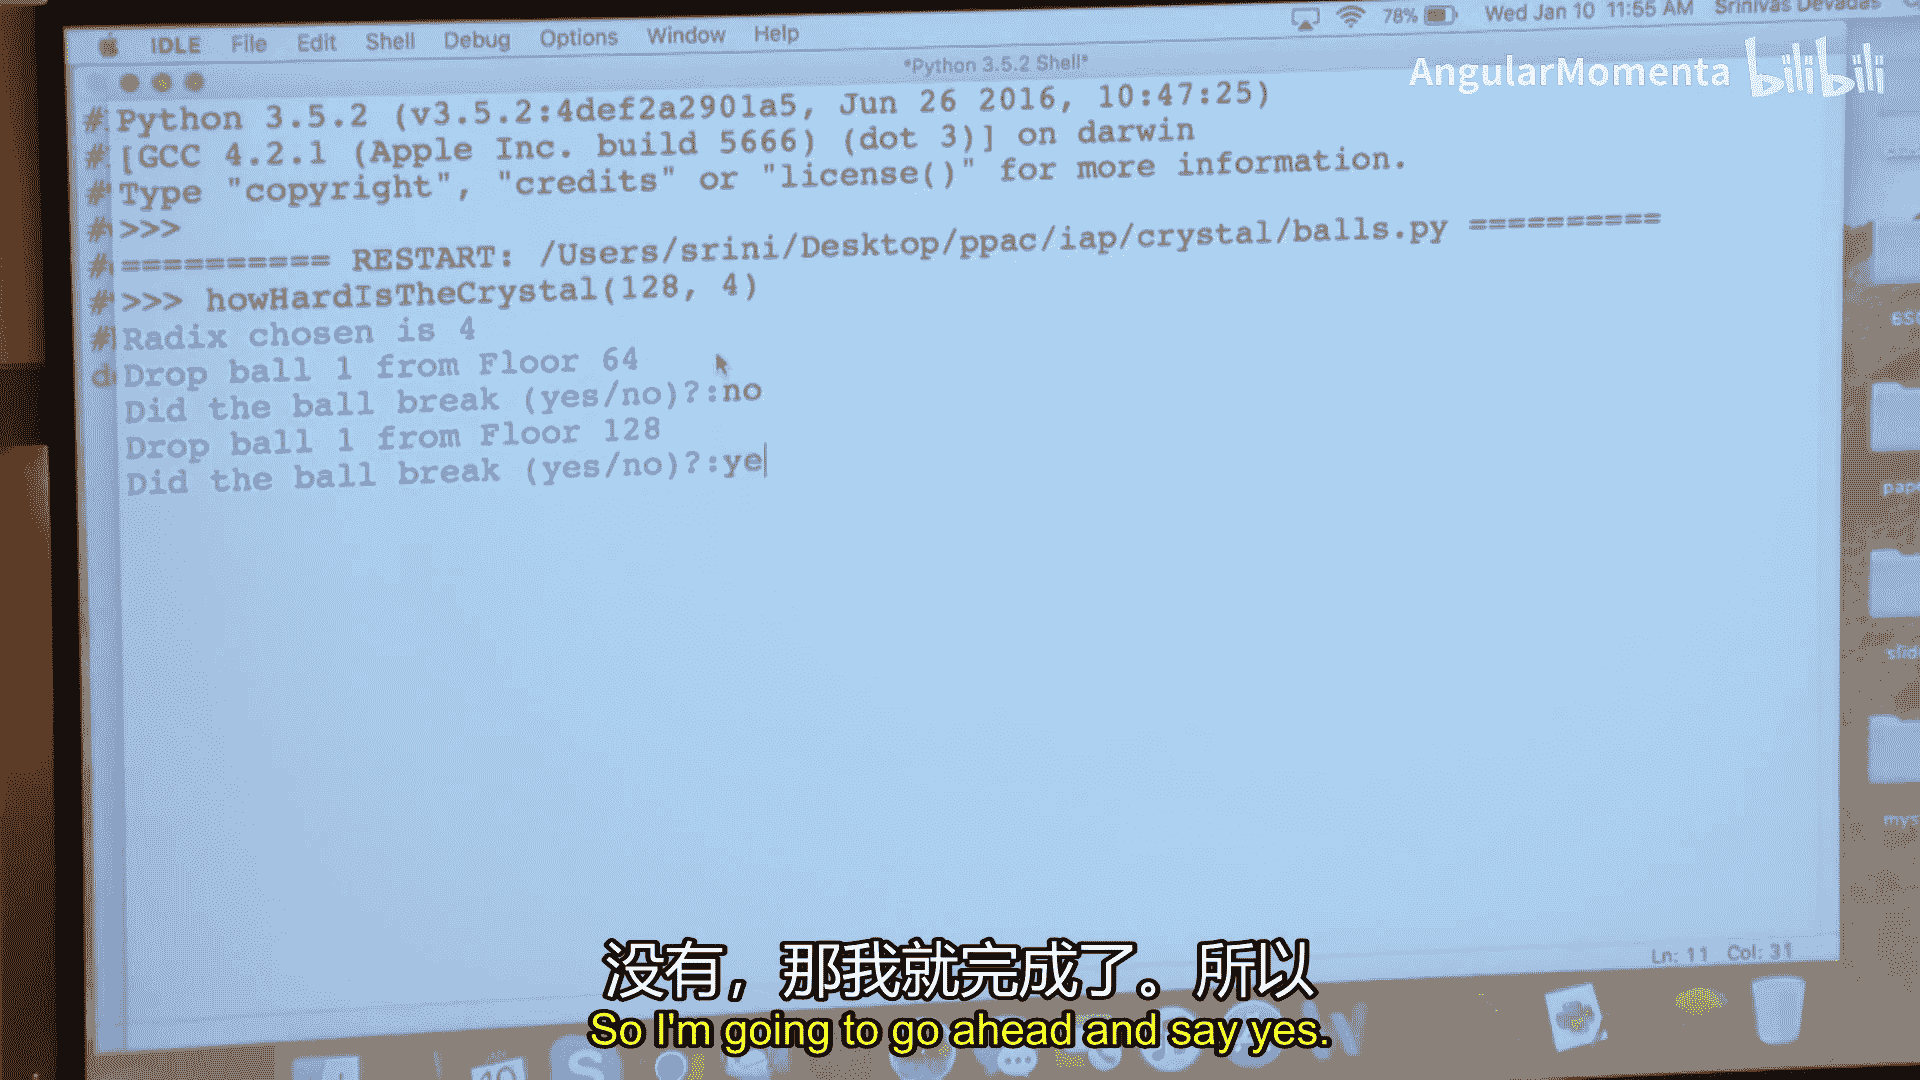 IDLE File Edit Shell Debug Options Window Help
78% Wed Jan 10 11:55 AM Srinivas Devadas
*Python 3.5.2 Shell*
AngularMomenta bilibili
# Python 3.5.2 (v3.5.2:4def2a2901a5, Jun 26 2016, 10:47:25)
# [GCC 4.2.1 (Apple Inc. build 5666) (dot 3)] on darwin
# Type "copyright", "credits" or "license()" for more information.
# >>>
# ========== RESTART: /Users/srini/Desktop/ppac/iap/crystal/balls.py ==========
# >>> howHardIsTheCrystal(128, 4)
# Radix chosen is 4
d Drop ball 1 from Floor 64
Did the ball break (yes/no)?:no
Drop ball 1 from Floor 128
Did the ball break (yes/no)?:ye
Ln: 11 Col: 31
没有，那我就完成了。所以
So I'm going to go ahead and say yes.